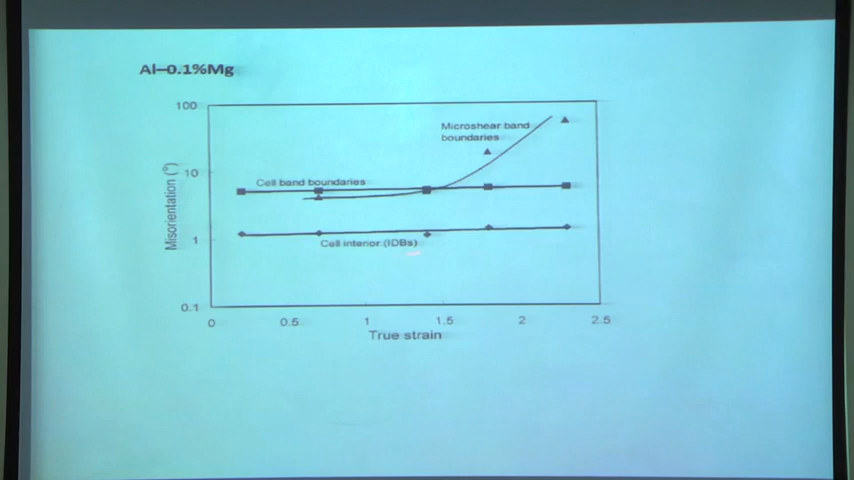 Al–0.1%Mg
100
10
1
0.1
Misorientation (°)
Microshear band
boundaries
Cell band boundaries
Cell interior (IDBs)
0 0.5 1 1.5 2 2.5
True strain